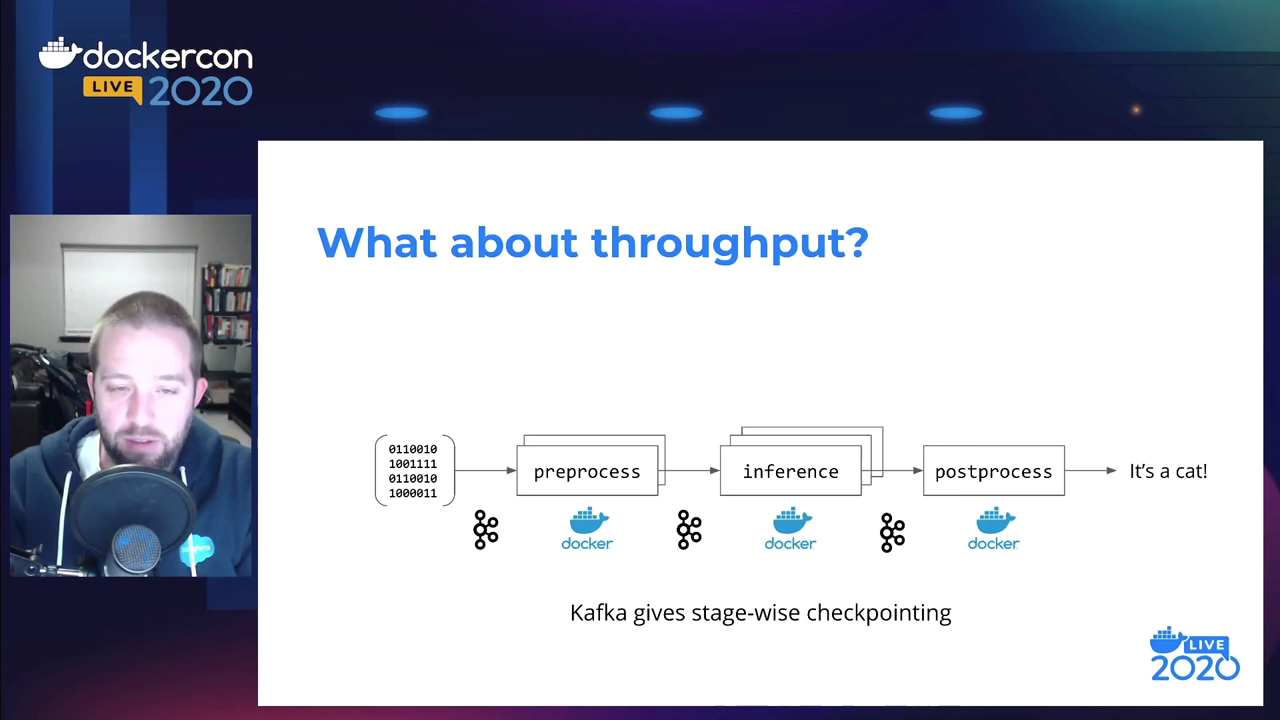 dockercon
LIVE 2020
What about throughput?
0110010
1001111
0110010
1000011
preprocess
inference
postprocess
It's a cat!
docker
docker
docker
Kafka gives stage-wise checkpointing
LIVE
2020
salesforce